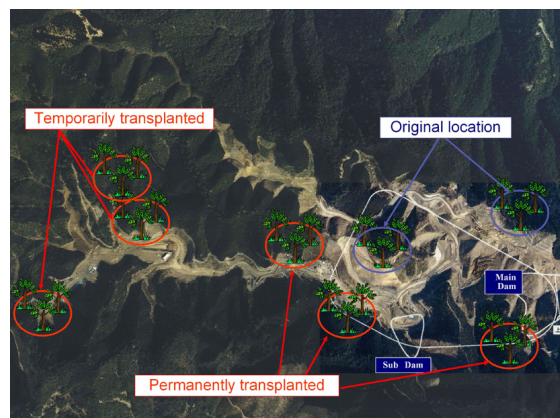 Temporarily transplanted
Original location
Main
Dam
Sub Dam
Permanently transplanted